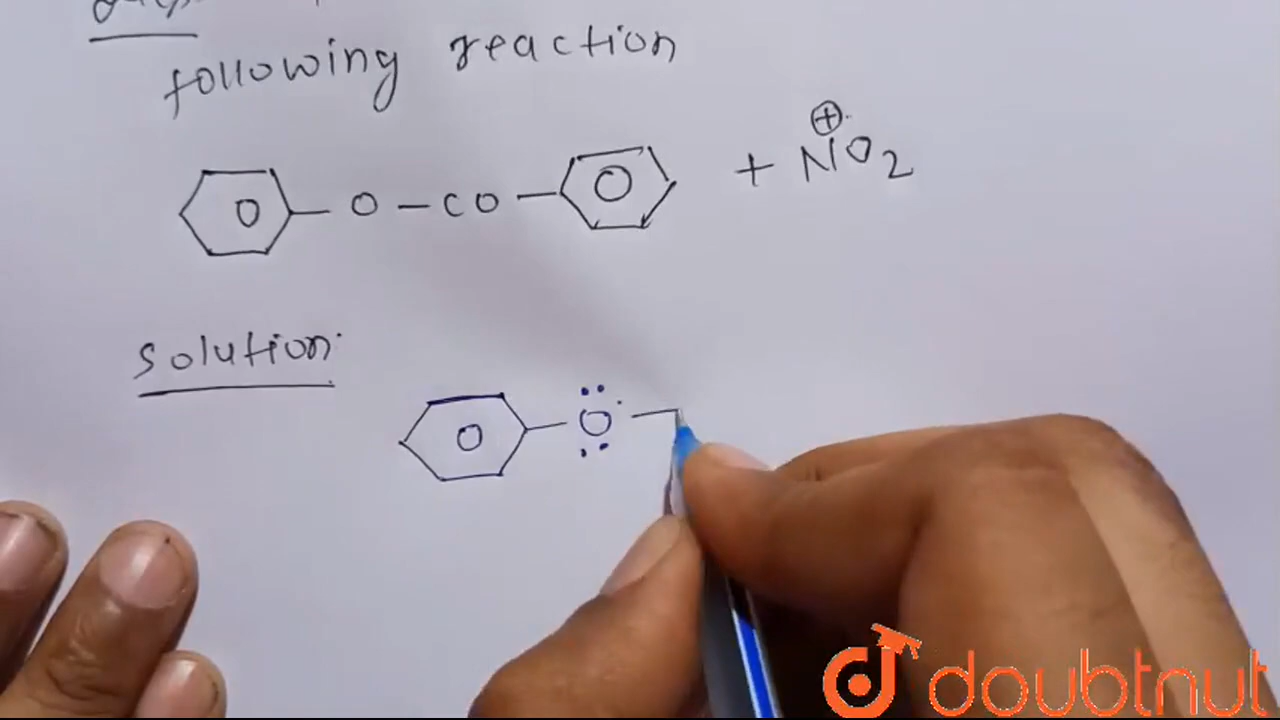 following reaction
O - O - CO - O + NO2
⊕
solution.
O - O -
doubtnut